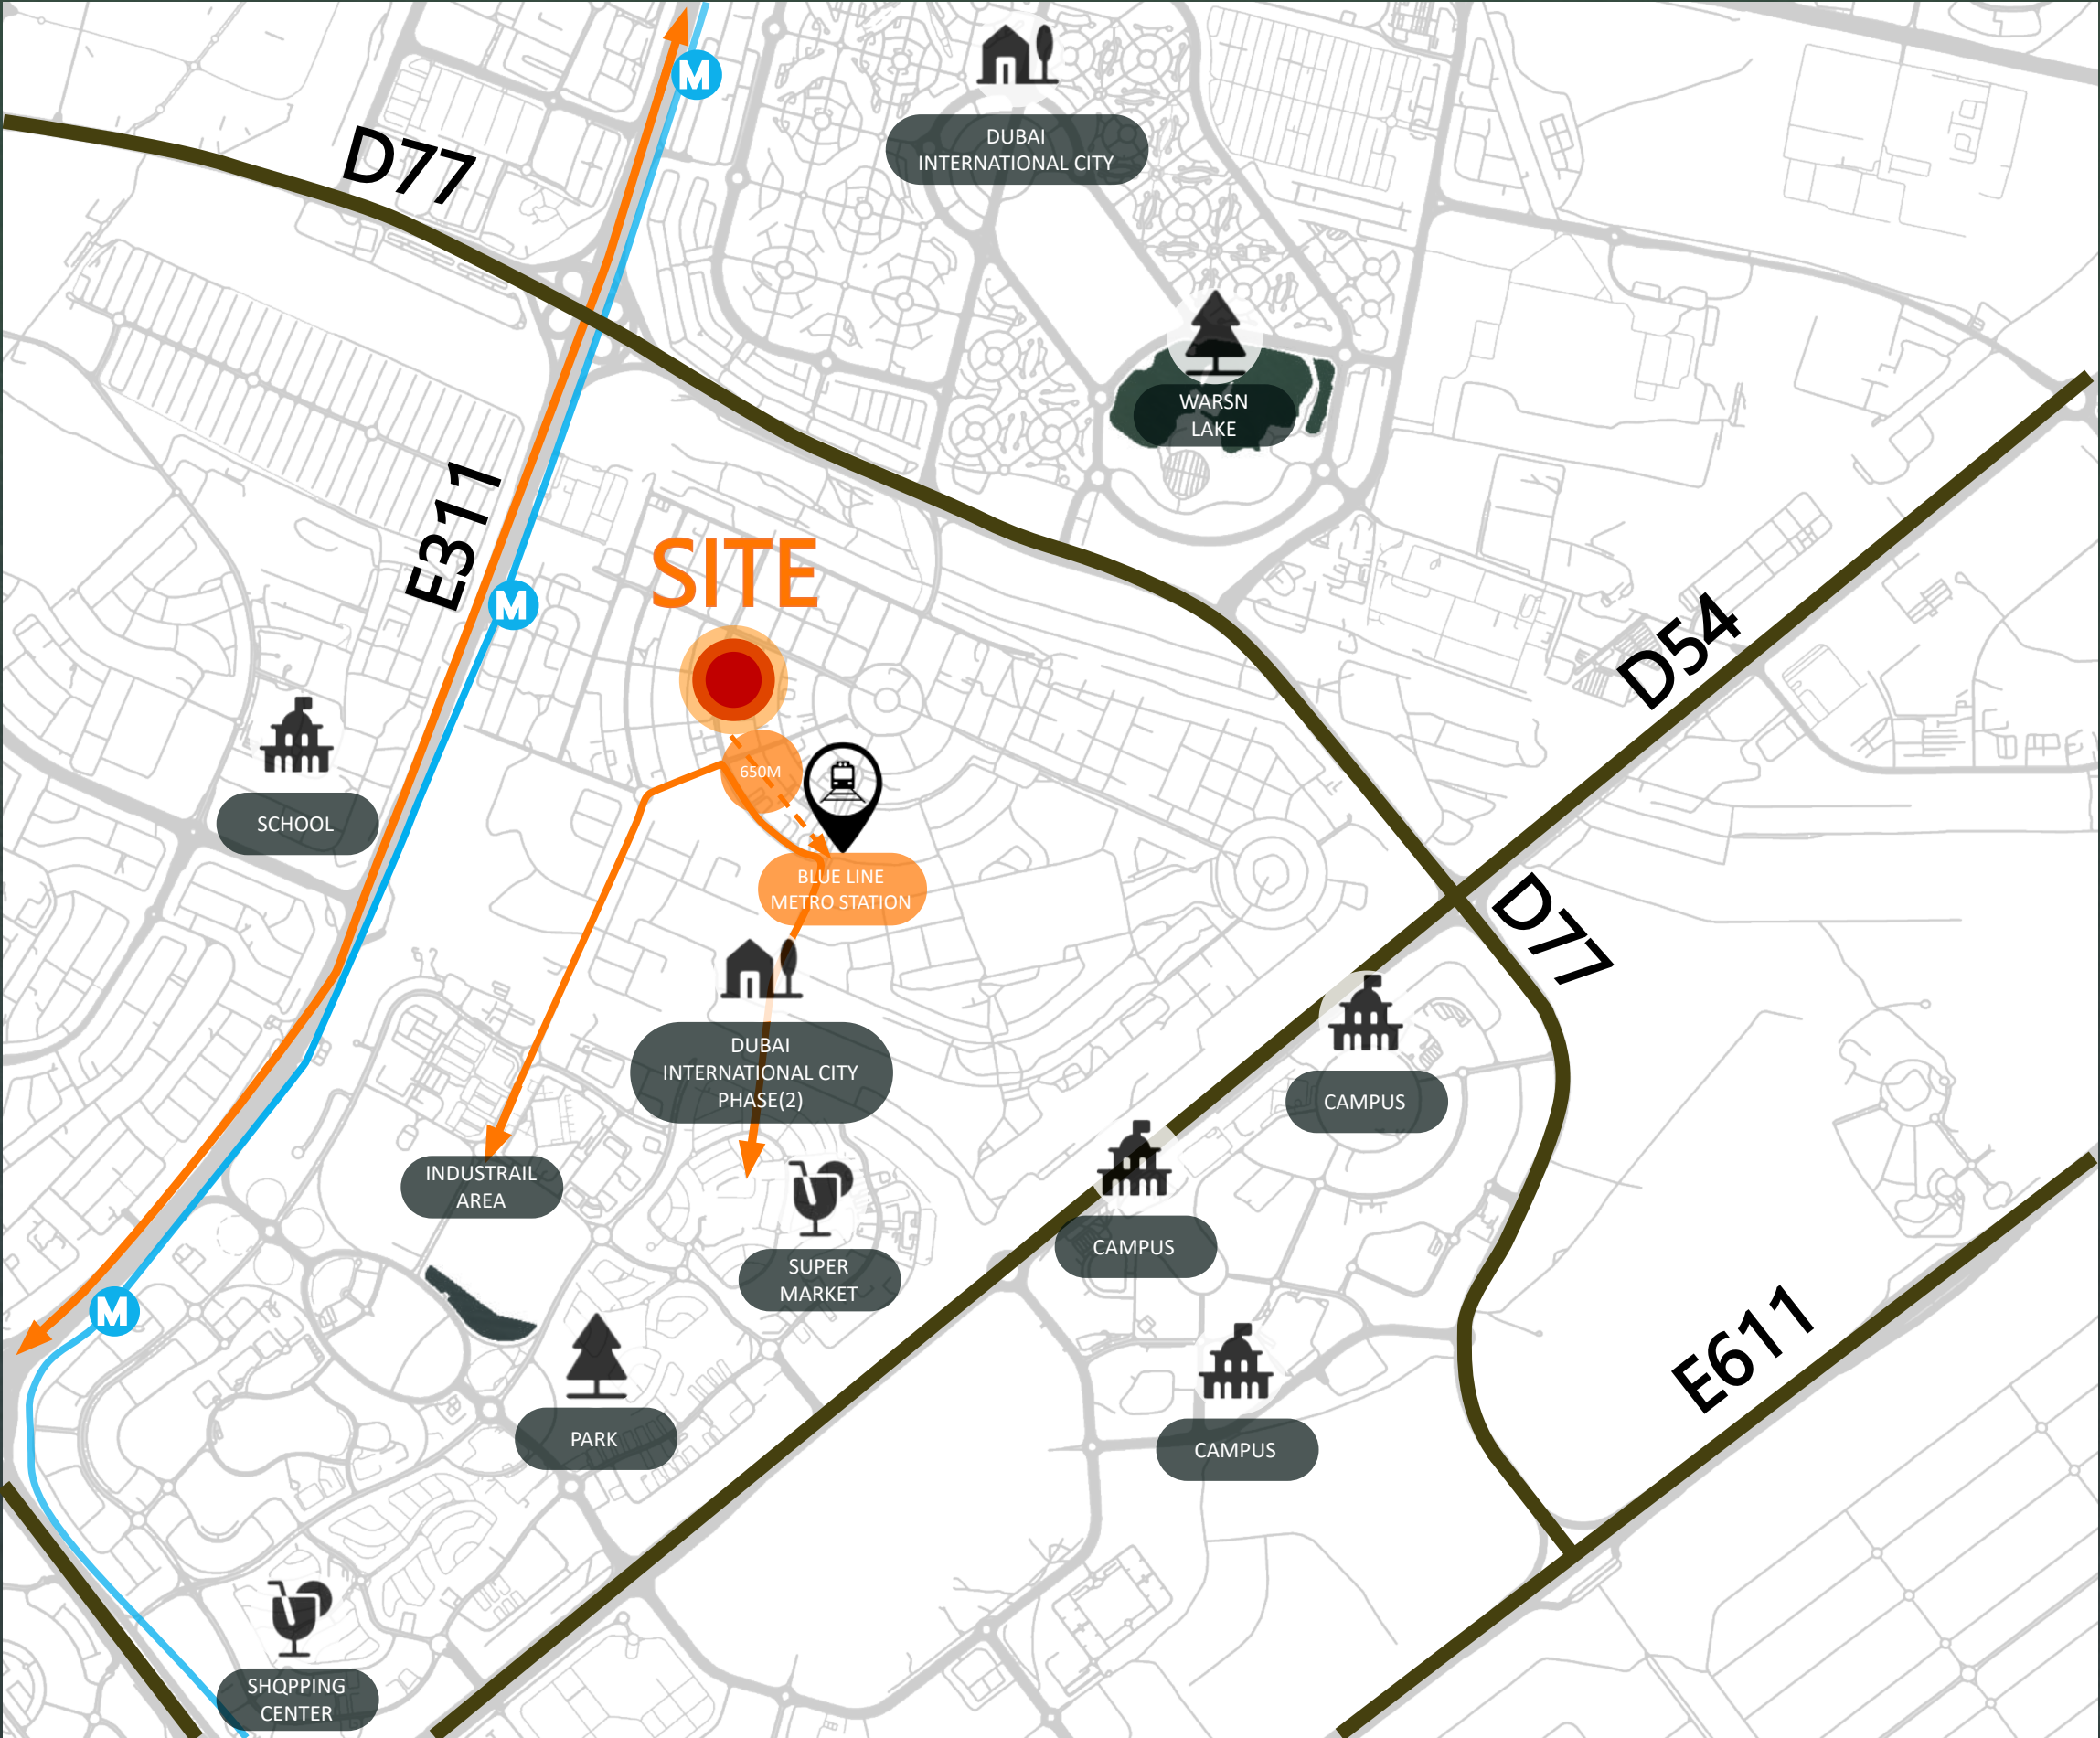 M
DUBAI
INTERNATIONAL CITY
D77
WARSN
LAKE
E311
M
SITE
D54
SCHOOL
650M
BLUE LINE
METRO STATION
D77
DUBAI
INTERNATIONAL CITY
PHASE(2)
CAMPUS
INDUSTRAIL
AREA
CAMPUS
SUPER
MARKET
M
E611
PARK
CAMPUS
SHQPPING
CENTER